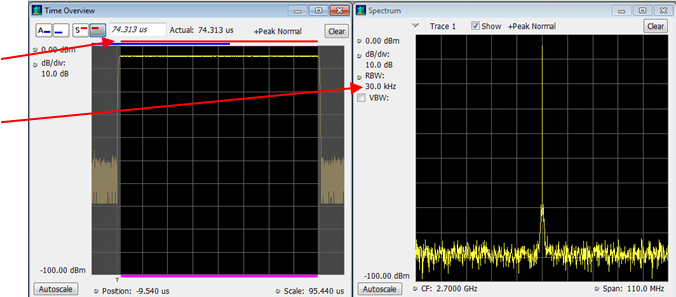 Time Overview
A S 74.313 us Actual: 74.313 us +Peak Normal Clear
0.00 dBm
dB/div:
10.0 dB
-100.00 dBm
T
Autoscale Position: -9.540 us Scale: 95.440 us
Spectrum
Trace 1 Show +Peak Normal Clear
0.00 dBm
dB/div:
10.0 dB
RBW:
30.0 kHz
VBW:
-100.00 dBm
Autoscale CF: 2.7000 GHz Span: 110.0 MHz